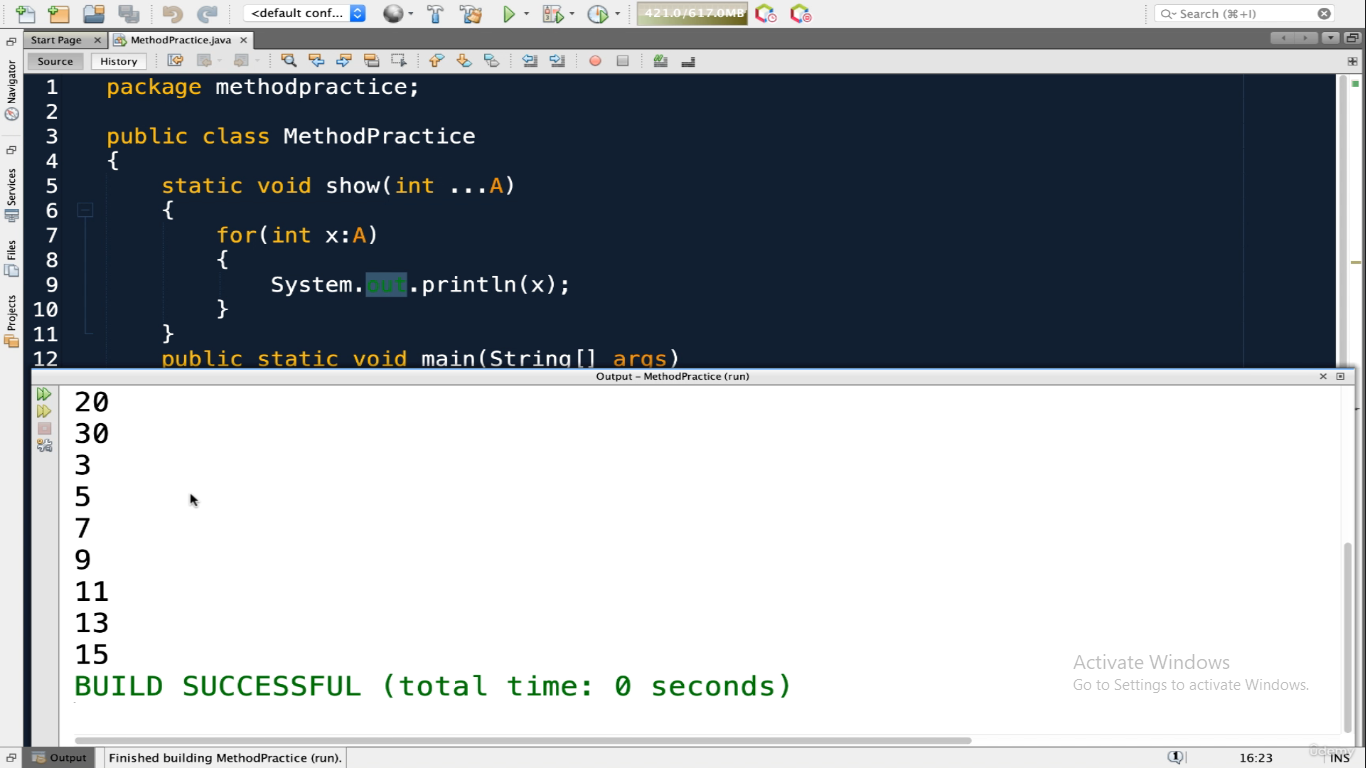 <default conf...
421.0/617.0MB
Search (⌘+I)
Start Page
MethodPractice.java
Source
History
Navigator
Services
Files
Projects
1 package methodpractice;
2
3 public class MethodPractice
4 {
5 static void show(int ...A)
6 {
7 for(int x:A)
8 {
9 System.out.println(x);
10 }
11 }
12 public static void main(String[] args)
Output – MethodPractice (run)
20
30
3
5
7
9
11
13
15
BUILD SUCCESSFUL (total time: 0 seconds)
Activate Windows
Go to Settings to activate Windows.
Output
Finished building MethodPractice (run).
1
16:23
INS
Udemy